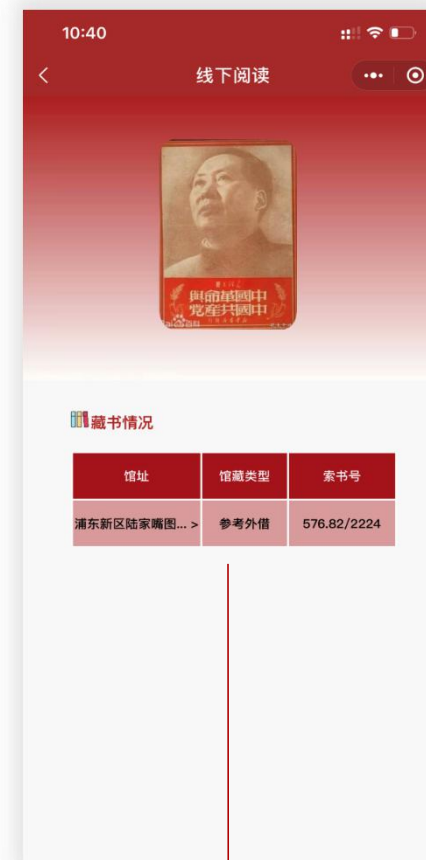 10:40
线下阅读
與命革國中
党産共國中
藏书情况
馆址 馆藏类型 索书号
浦东新区陆家嘴图... > 参考外借 576.82/2224